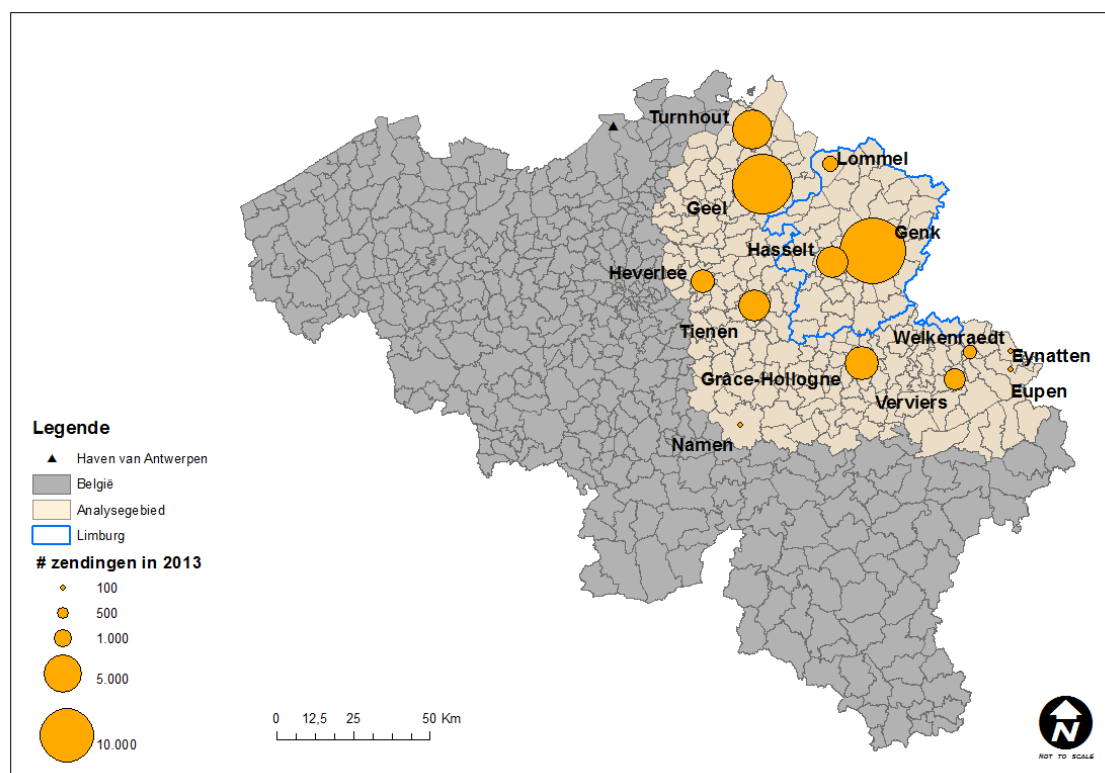 Turnhout
Lommel
Geel
Genk
Hasselt
Heverlee
Tienen
Welkenraedt
Eynatten
Grâce-Hollogne
Verviers
Eupen
Namen
Legende
Haven van Antwerpen
België
Analysegebied
Limburg
# zendingen in 2013
100
500
1.000
5.000
10.000
0 12,5 25 50 Km
N
NOT TO SCALE